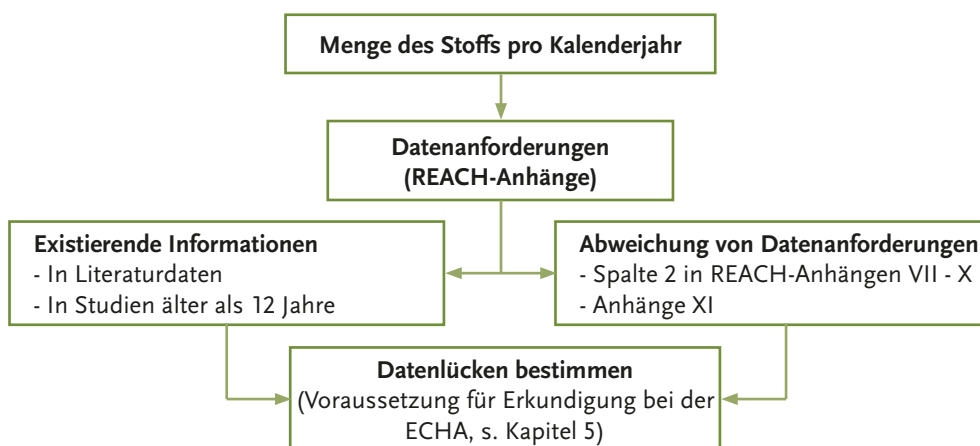 Menge des Stoffs pro Kalenderjahr
Datenanforderungen
(REACH-Anhänge)
Existierende Informationen
- In Literaturdaten
- In Studien älter als 12 Jahre
Abweichung von Datenanforderungen
- Spalte 2 in REACH-Anhängen VII - X
- Anhänge XI
Datenlücken bestimmen
(Voraussetzung für Erkundigung bei der
ECHA, s. Kapitel 5)